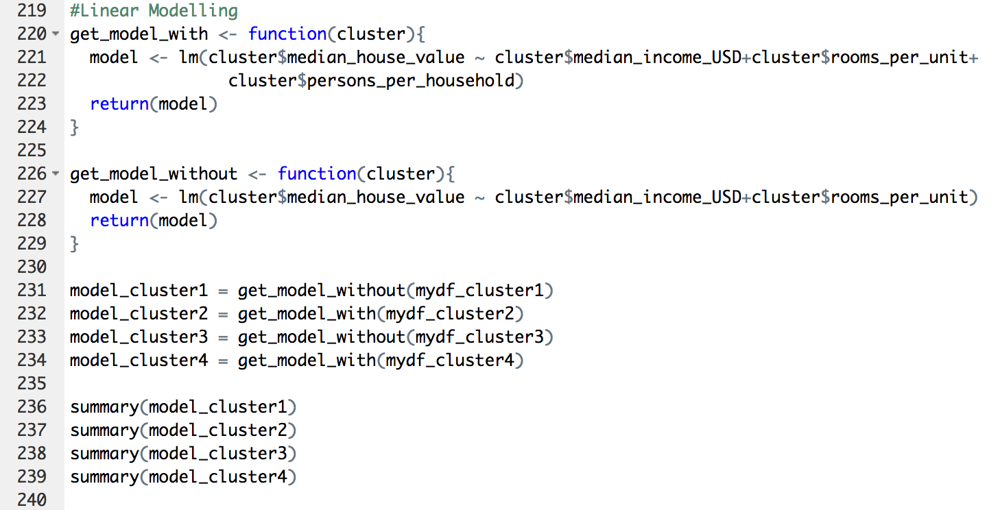 219 #Linear Modelling
220 get_model_with <- function(cluster){
221   model <- lm(cluster$median_house_value ~ cluster$median_income_USD+cluster$rooms_per_unit+
222                 cluster$persons_per_household)
223   return(model)
224 }
225
226 get_model_without <- function(cluster){
227   model <- lm(cluster$median_house_value ~ cluster$median_income_USD+cluster$rooms_per_unit)
228   return(model)
229 }
230
231 model_cluster1 = get_model_without(mydf_cluster1)
232 model_cluster2 = get_model_with(mydf_cluster2)
233 model_cluster3 = get_model_without(mydf_cluster3)
234 model_cluster4 = get_model_with(mydf_cluster4)
235
236 summary(model_cluster1)
237 summary(model_cluster2)
238 summary(model_cluster3)
239 summary(model_cluster4)
240